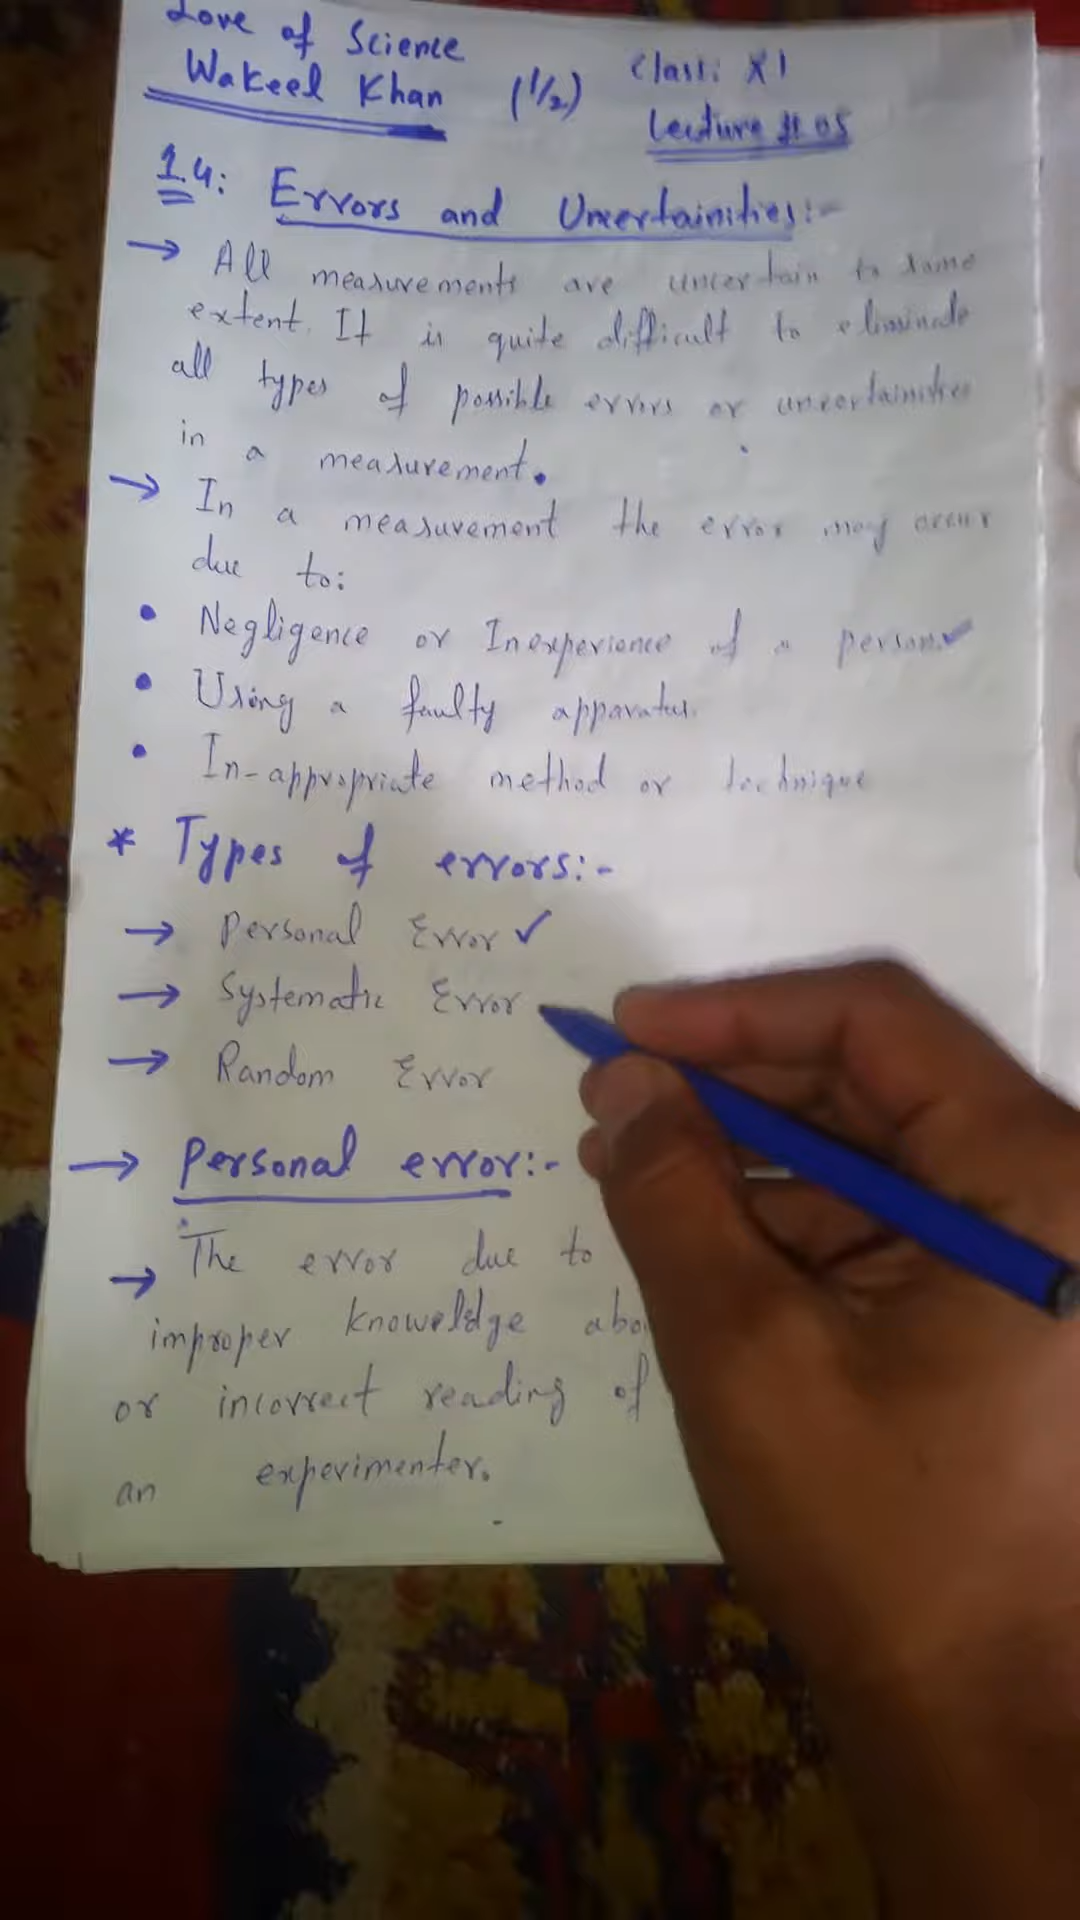 Love of Science
Wakeel Khan (1/2) Class: XI
Lecture # 05
1.4: Errors and Uncertainities:-
→ All measurements are uncertain to some
extent. It is quite difficult to eliminate
all types of possible errors or uncertainities
in a measurement.
→ In a measurement the error may occur
due to:
• Negligence or Inexperience of a person.
• Using a faulty apparatus.
• In-appropriate method or technique
* Types of errors:-
→ Personal Error ✓
→ Systematic Error
→ Random Error
→ Personal error:-
→ The error due to
improper knoweldge
or incorrect reading of
an experimenter.